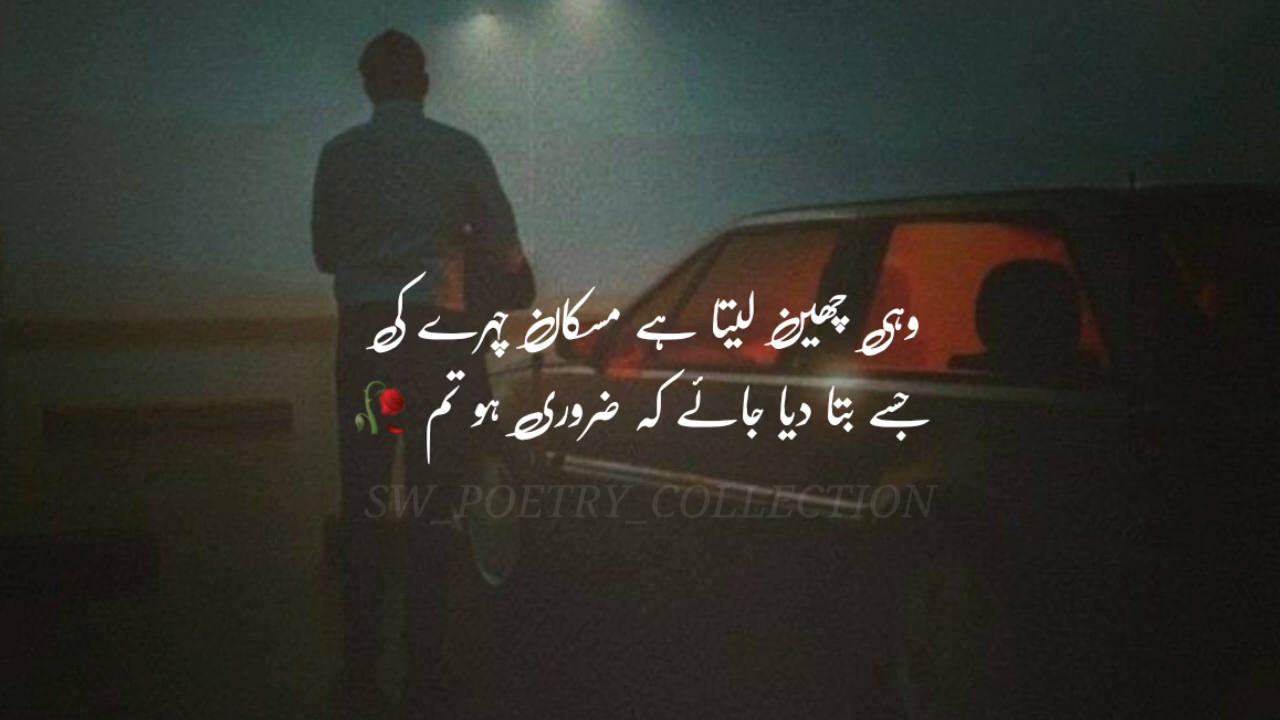 وہی چھین لیتا ہے مسکان چہرے کی
جسے بتا دیا جائے کہ ضروری ہو تم 🥀
SW_POETRY_COLLECTION